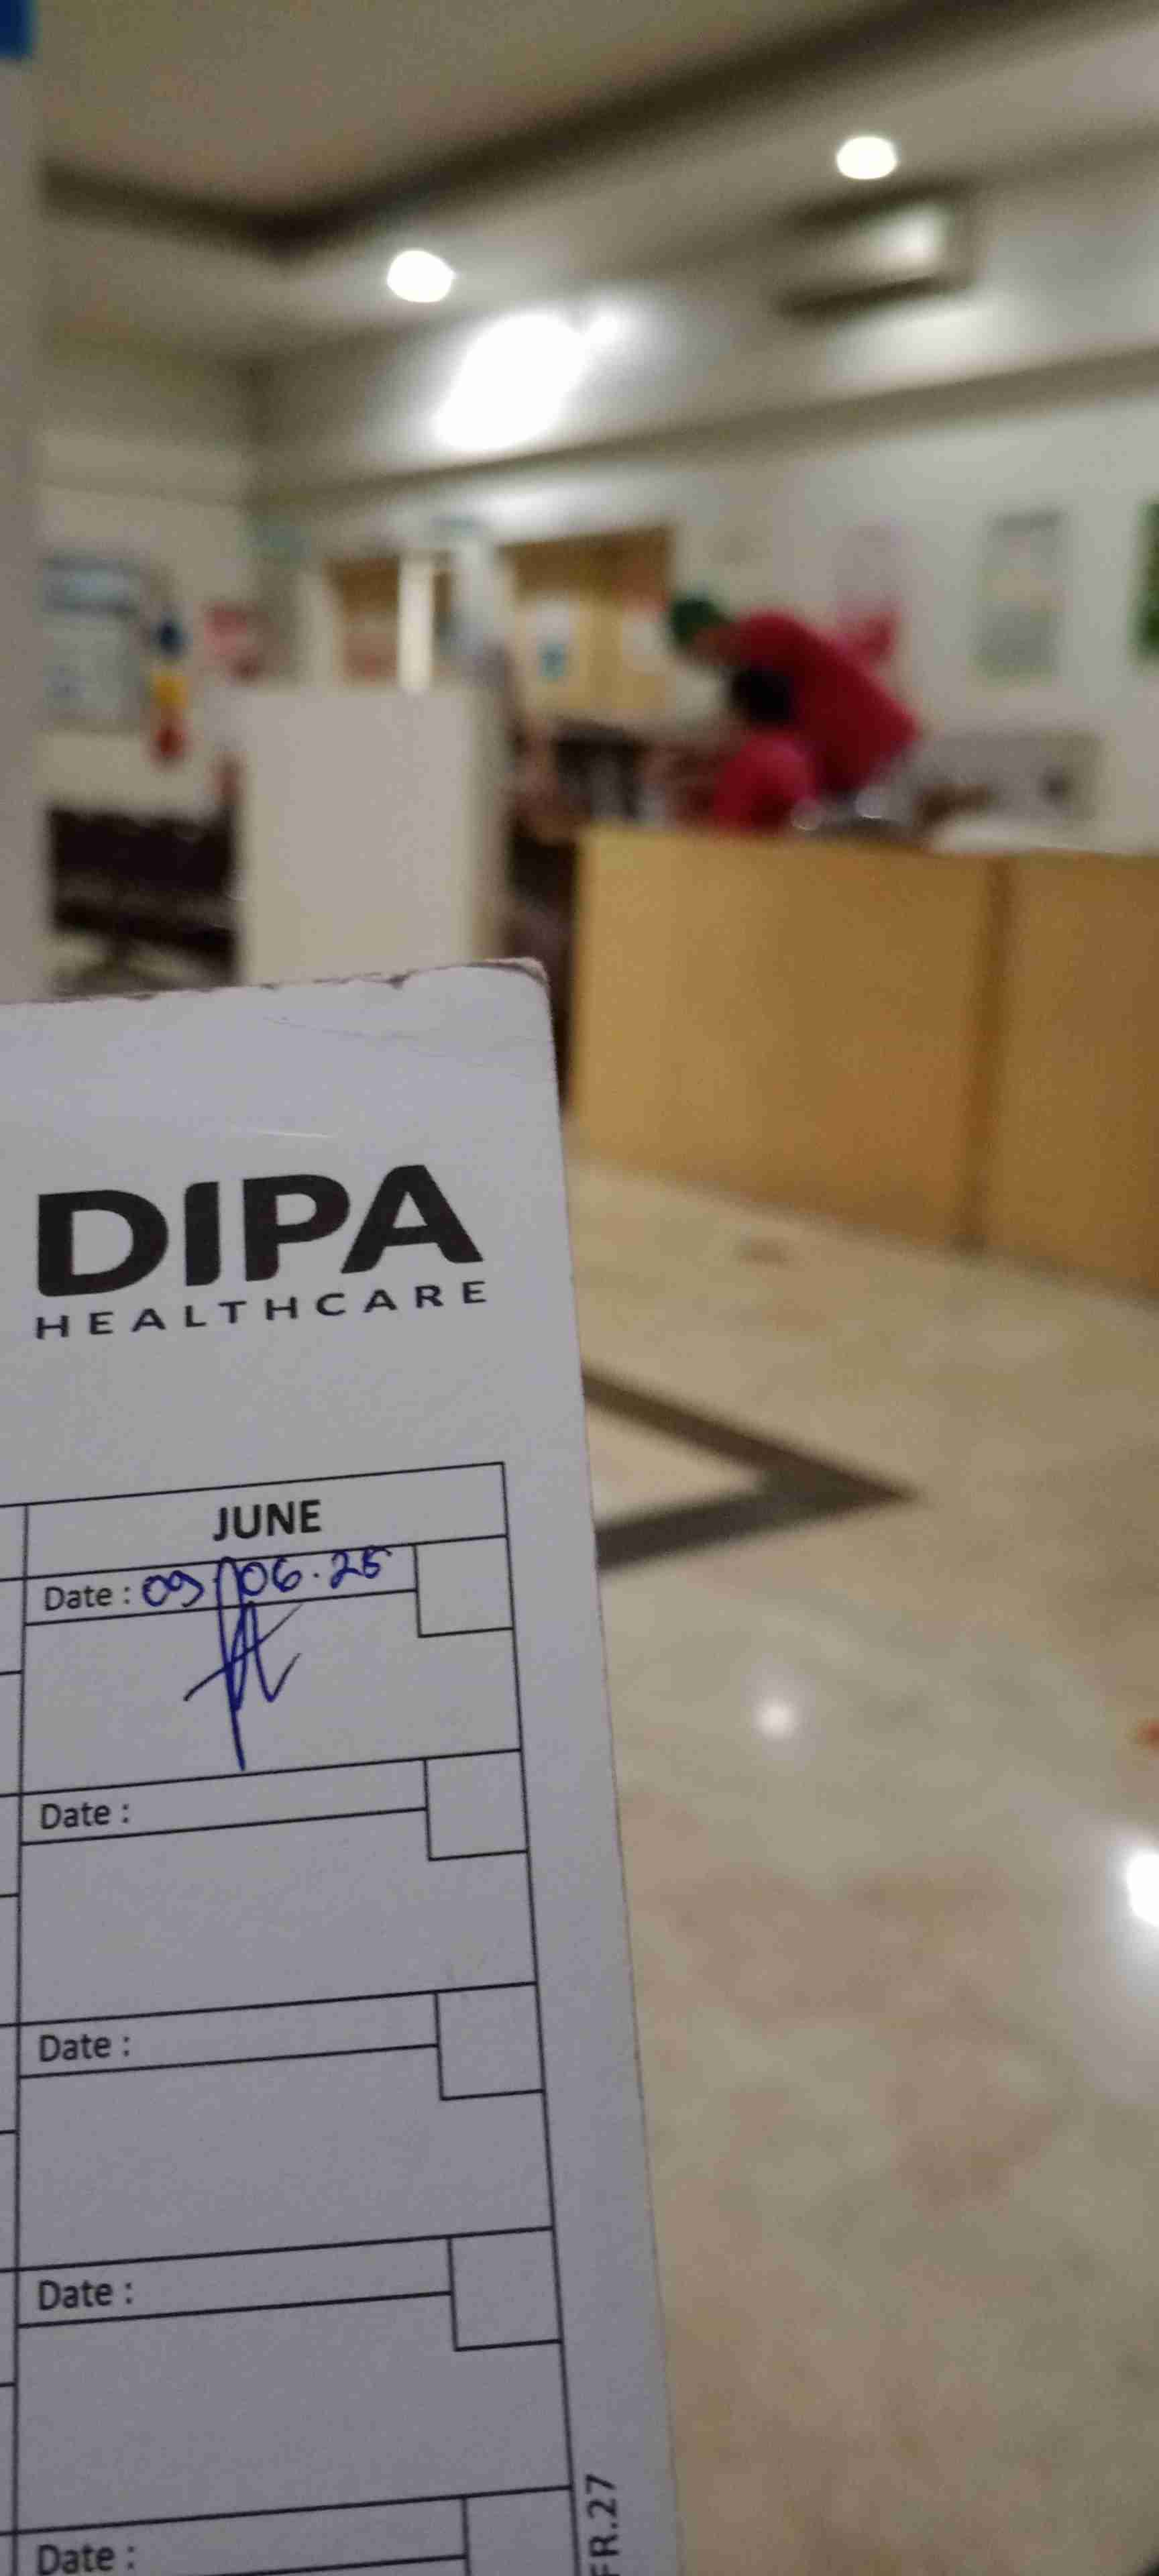 DIPA
HEALTHCARE
JUNE
Date : 09/06.25
Date :
Date :
Date :
Date :
FR.27